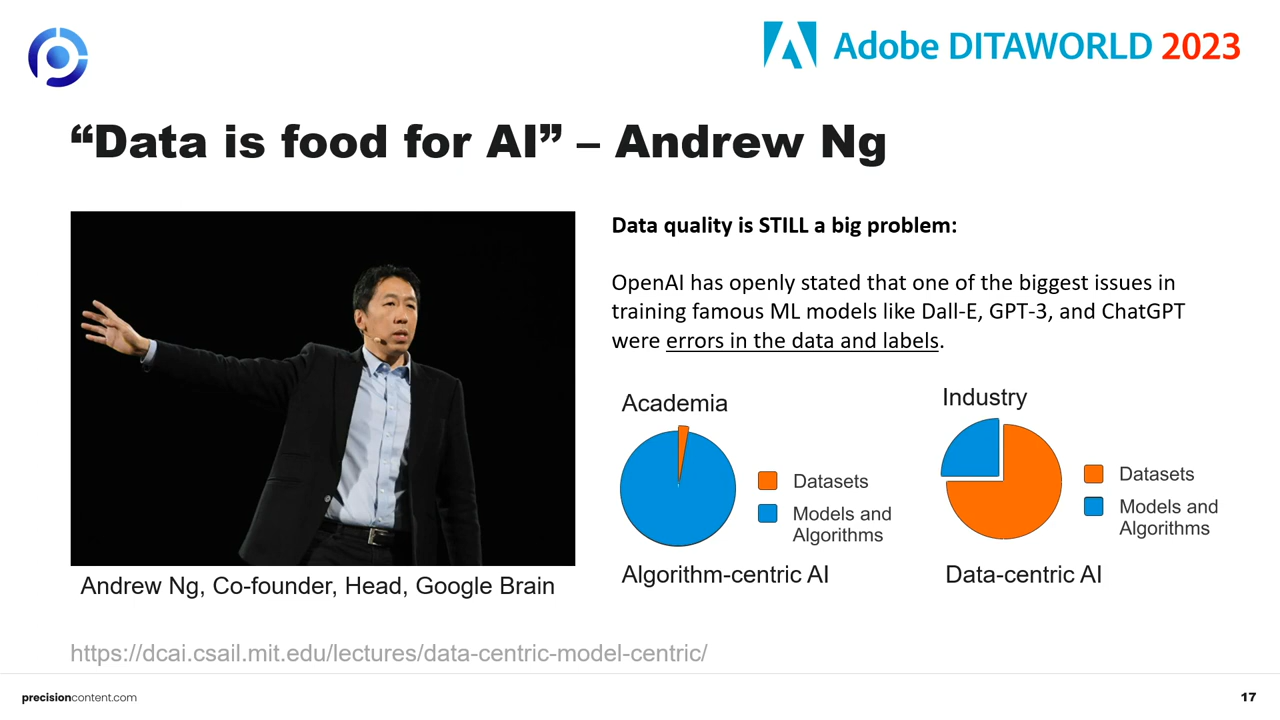 Adobe DITAWORLD 2023
“Data is food for AI” – Andrew Ng
Data quality is STILL a big problem:
OpenAI has openly stated that one of the biggest issues in
training famous ML models like Dall-E, GPT-3, and ChatGPT
were errors in the data and labels.
Academia
Datasets
Models and
Algorithms
Algorithm-centric AI
Industry
Datasets
Models and
Algorithms
Data-centric AI
Andrew Ng, Co-founder, Head, Google Brain
https://dcai.csail.mit.edu/lectures/data-centric-model-centric/
precisioncontent.com
17